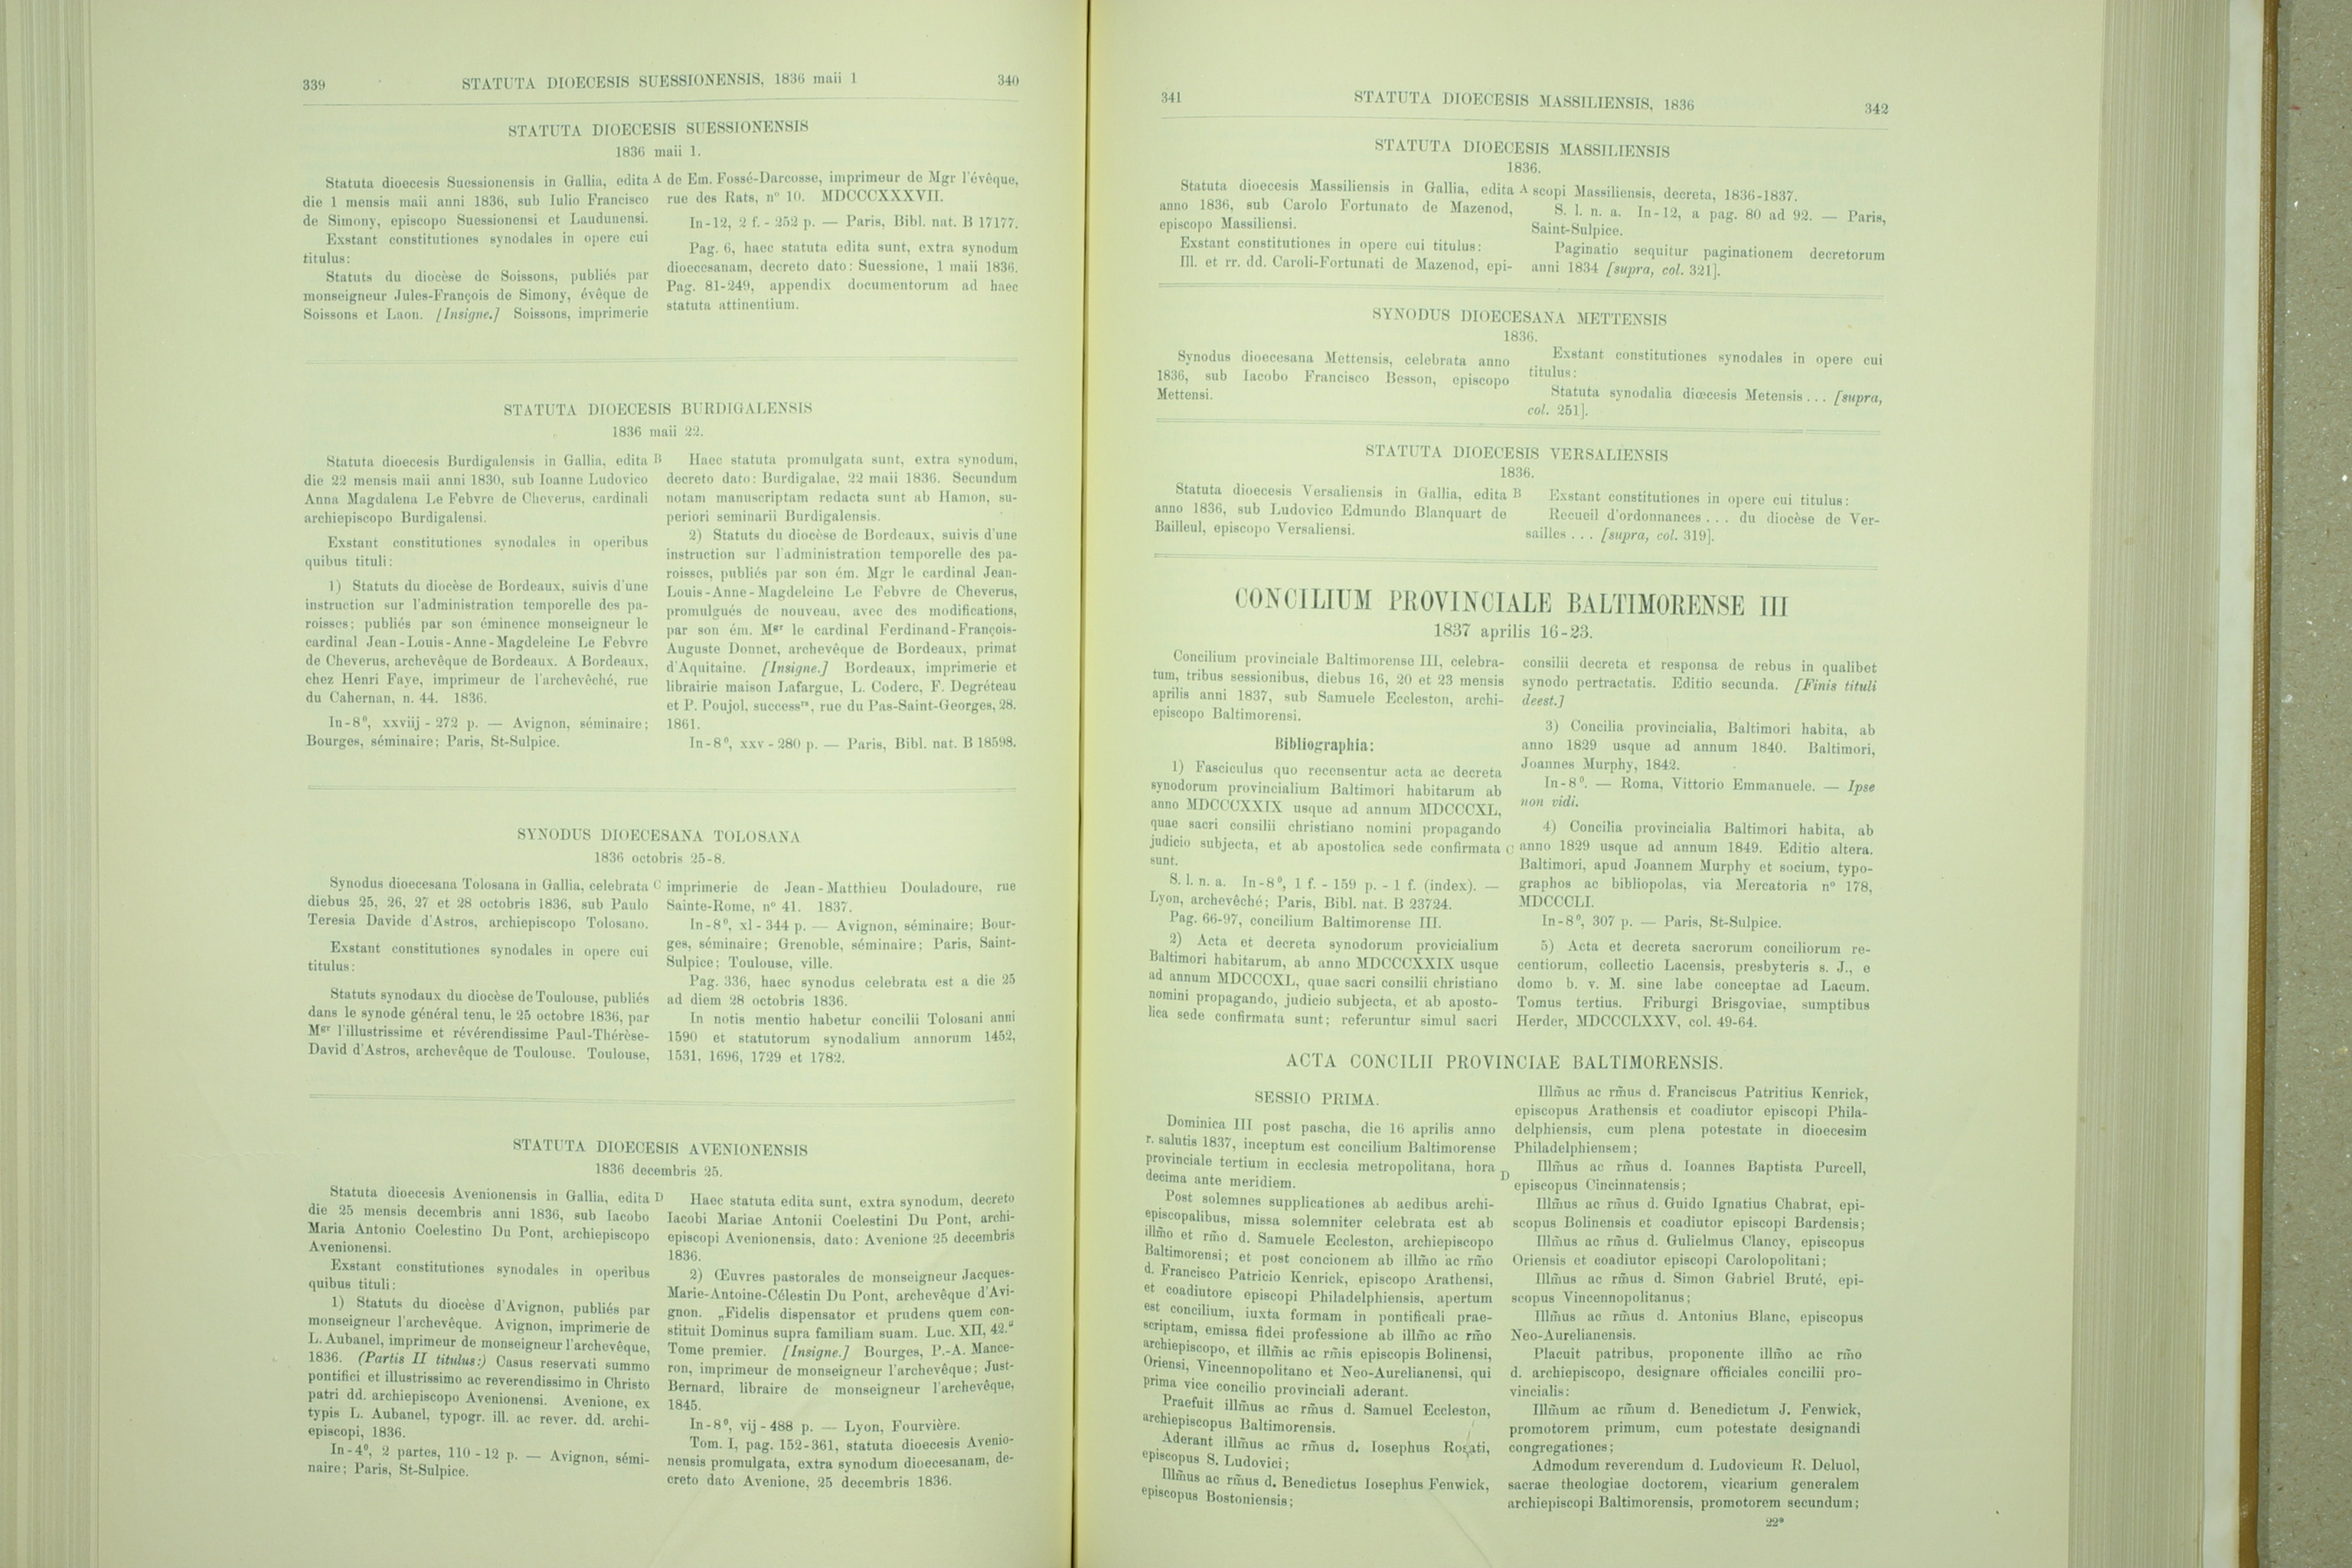 339
STATUTA DIOECESIS SUESSIONENSIS, 1836 maii 1
340
STATUTA DIOECESIS SUESSIONENSIS
1836 maii 1.
Statuta dioecesis Suessionensis in Gallia, edita
die 1 mensis maii anni 1836, sub Iulio Francisco
de Simony, episcopo Suessionensi et Laudunensi.
Exstant constitutiones synodales in opere cui
titulus:
Statuts du diocèse de Soissons, publiés par
monseigneur Jules-François de Simony, évêque de
Soissons et Laon. [Insigne.] Soissons, imprimerie
A
de Em. Fossé-Darcosse, imprimeur de Mgr l'évêque,
rue des Rats, n° 10. MDCCCXXXVII.
In-12, 2 f. - 252 p. — Paris, Bibl. nat. B 17177.
Pag. 6, haec statuta edita sunt, extra synodum
dioecesanam, decreto dato: Suessione, 1 maii 1836.
Pag. 81-249, appendix documentorum ad haec
statuta attinentium.
STATUTA DIOECESIS BURDIGALENSIS
1836 maii 22.
Statuta dioecesis Burdigalensis in Gallia, edita
die 22 mensis maii anni 1830, sub Ioanne Ludovico
Anna Magdalena Le Febvre de Cheverus, cardinali
archiepiscopo Burdigalensi.
Exstant constitutiones synodales in operibus
quibus tituli:
1) Statuts du diocèse de Bordeaux, suivis d'une
instruction sur l'administration temporelle des pa-
roisses; publiés par son éminence monseigneur le
cardinal Jean-Louis-Anne-Magdeleine Le Febvre
de Cheverus, archevêque de Bordeaux. A Bordeaux,
chez Henri Faye, imprimeur de l'archevêché, rue
du Cahernan, n. 44. 1836.
In-8°, xxviij - 272 p. — Avignon, séminaire;
Bourges, séminaire; Paris, St-Sulpice.
B
Haec statuta promulgata sunt, extra synodum,
decreto dato: Burdigalae, 22 maii 1836. Secundum
notam manuscriptam redacta sunt ab Hamon, su-
periori seminarii Burdigalensis.
2) Statuts du diocèse de Bordeaux, suivis d'une
instruction sur l'administration temporelle des pa-
roisses, publiés par son ém. Mgr le cardinal Jean-
Louis-Anne-Magdeleine Le Febvre de Cheverus,
promulgués de nouveau, avec des modifications,
par son ém. Mgr le cardinal Ferdinand-François-
Auguste Donnet, archevêque de Bordeaux, primat
d'Aquitaine. [Insigne.] Bordeaux, imprimerie et
librairie maison Lafargue, L. Coderc, F. Degréteau
et P. Poujol, successrs, rue du Pas-Saint-Georges, 28.
1861.
In-8°, xxv - 280 p. — Paris, Bibl. nat. B 18598.
SYNODUS DIOECESANA TOLOSANA
1836 octobris 25-8.
Synodus dioecesana Tolosana in Gallia, celebrata
diebus 25, 26, 27 et 28 octobris 1836, sub Paulo
Teresia Davide d'Astros, archiepiscopo Tolosano.
Exstant constitutiones synodales in opere cui
titulus:
Statuts synodaux du diocèse de Toulouse, publiés
dans le synode général tenu, le 25 octobre 1836, par
Mgr l'illustrissime et révérendissime Paul-Thérèse-
David d'Astros, archevêque de Toulouse. Toulouse,
C
imprimerie de Jean-Matthieu Douladoure, rue
Sainte-Rome, n° 41. 1837.
In-8°, xl - 344 p. — Avignon, séminaire; Bour-
ges, séminaire; Grenoble, séminaire; Paris, Saint-
Sulpice; Toulouse, ville.
Pag. 336, haec synodus celebrata est a die 25
ad diem 28 octobris 1836.
In notis mentio habetur concilii Tolosani anni
1590 et statutorum synodalium annorum 1452,
1531, 1696, 1729 et 1782.
STATUTA DIOECESIS AVENIONENSIS
1836 decembris 25.
Statuta dioecesis Avenionensis in Gallia, edita
die 25 mensis decembris anni 1836, sub Iacobo
Maria Antonio Coelestino Du Pont, archiepiscopo
Avenionensi.
Exstant constitutiones synodales in operibus
quibus tituli:
1) Statuts du diocèse d'Avignon, publiés par
monseigneur l'archevêque. Avignon, imprimerie de
L. Aubanel, imprimeur de monseigneur l'archevêque,
1836. (Partis II titulus:) Casus reservati summo
pontifici et illustrissimo ac reverendissimo in Christo
patri dd. archiepiscopo Avenionensi. Avenione, ex
typis L. Aubanel, typogr. ill. ac rever. dd. archi-
episcopi, 1836.
In-4°, 2 partes, 110 - 12 p. — Avignon, sémi-
naire; Paris, St-Sulpice.
D
Haec statuta edita sunt, extra synodum, decreto
Iacobi Mariae Antonii Coelestini Du Pont, archi-
episcopi Avenionensis, dato: Avenione 25 decembris
1836.
2) Œuvres pastorales de monseigneur Jacques-
Marie-Antoine-Célestin Du Pont, archevêque d'Avi-
gnon. „Fidelis dispensator et prudens quem con-
stituit Dominus supra familiam suam. Luc. XII, 42.“
Tome premier. [Insigne.] Bourges, P.-A. Mance-
ron, imprimeur de monseigneur l'archevêque; Just-
Bernard, libraire de monseigneur l'archevêque,
1845.
In-8°, vij - 488 p. — Lyon, Fourvière.
Tom. I, pag. 152-361, statuta dioecesis Avenio-
nensis promulgata, extra synodum dioecesanam, de-
creto dato Avenione, 25 decembris 1836.
341
STATUTA DIOECESIS MASSILIENSIS, 1836
342
STATUTA DIOECESIS MASSILIENSIS
1836.
Statuta dioecesis Massiliensis in Gallia, edita
anno 1836, sub Carolo Fortunato de Mazenod,
episcopo Massiliensi.
Exstant constitutiones in opere cui titulus:
Ill. et rr. dd. Caroli-Fortunati de Mazenod, epi-
A
scopi Massiliensis, decreta, 1836-1837.
S. l. n. a. In-12, a pag. 80 ad 92. — Paris,
Saint-Sulpice.
Paginatio sequitur paginationem decretorum
anni 1834 [supra, col. 321].
SYNODUS DIOECESANA METTENSIS
1836.
Synodus dioecesana Mettensis, celebrata anno
1836, sub Iacobo Francisco Besson, episcopo
Mettensi.
Exstant constitutiones synodales in opere cui
titulus:
Statuta synodalia diœcesis Metensis . . . [supra,
col. 251].
STATUTA DIOECESIS VERSALIENSIS
1836.
Statuta dioecesis Versaliensis in Gallia, edita
anno 1836, sub Ludovico Edmundo Blanquart de
Bailleul, episcopo Versaliensi.
B
Exstant constitutiones in opere cui titulus:
Recueil d'ordonnances . . . du diocèse de Ver-
sailles . . . [supra, col. 319].
CONCILIUM PROVINCIALE BALTIMORENSE III
1837 aprilis 16-23.
Concilium provinciale Baltimorense III, celebra-
tum, tribus sessionibus, diebus 16, 20 et 23 mensis
aprilis anni 1837, sub Samuele Eccleston, archi-
episcopo Baltimorensi.
Bibliographia:
1) Fasciculus quo recensentur acta ac decreta
synodorum provincialium Baltimori habitarum ab
anno MDCCCXXIX usque ad annum MDCCCXL,
quae sacri consilii christiano nomini propagando
judicio subjecta, et ab apostolica sede confirmata
sunt.
S. l. n. a. In-8°, 1 f. - 159 p. - 1 f. (index). —
Lyon, archevêché; Paris, Bibl. nat. B 23724.
Pag. 66-97, concilium Baltimorense III.
2) Acta et decreta synodorum provicialium
Baltimori habitarum, ab anno MDCCCXXIX usque
ad annum MDCCCXL, quae sacri consilii christiano
nomini propagando, judicio subjecta, et ab aposto-
lica sede confirmata sunt; referuntur simul sacri
consilii decreta et responsa de rebus in qualibet
synodo pertractatis. Editio secunda. [Finis tituli
deest.]
3) Concilia provincialia, Baltimori habita, ab
anno 1829 usque ad annum 1840. Baltimori,
Joannes Murphy, 1842.
In-8°. — Roma, Vittorio Emmanuele. — Ipse
non vidi.
4) Concilia provincialia Baltimori habita, ab
C
anno 1829 usque ad annum 1849. Editio altera.
Baltimori, apud Joannem Murphy et socium, typo-
graphos ac bibliopolas, via Mercatoria n° 178,
MDCCCLI.
In-8°, 307 p. — Paris, St-Sulpice.
5) Acta et decreta sacrorum conciliorum re-
centiorum, collectio Lacensis, presbyteris s. J., e
domo b. v. M. sine labe conceptae ad Lacum.
Tomus tertius. Friburgi Brisgoviae, sumptibus
Herder, MDCCCLXXV, col. 49-64.
ACTA CONCILII PROVINCIAE BALTIMORENSIS.
SESSIO PRIMA.
Dominica III post pascha, die 16 aprilis anno
r. salutis 1837, inceptum est concilium Baltimorense
provinciale tertium in ecclesia metropolitana, hora
decima ante meridiem.
Post solemnes supplicationes ab aedibus archi-
episcopalibus, missa solemniter celebrata est ab
illm̃o et rm̃o d. Samuele Eccleston, archiepiscopo
Baltimorensi; et post concionem ab illm̃o ac rm̃o
d. Francisco Patricio Kenrick, episcopo Arathensi,
et coadiutore episcopi Philadelphiensis, apertum
est concilium, iuxta formam in pontificali prae-
scriptam, emissa fidei professione ab illm̃o ac rm̃o
archiepiscopo, et illm̃is ac rm̃is episcopis Bolinensi,
Oriensi, Vincennopolitano et Neo-Aurelianensi, qui
prima vice concilio provinciali aderant.
Praefuit illm̃us ac rm̃us d. Samuel Eccleston,
archiepiscopus Baltimorensis.
Aderant illm̃us ac rm̃us d. Iosephus Rosati,
episcopus S. Ludovici;
Illm̃us ac rm̃us d. Benedictus Iosephus Fenwick,
episcopus Bostoniensis;
Illm̃us ac rm̃us d. Franciscus Patritius Kenrick,
episcopus Arathensis et coadiutor episcopi Phila-
delphiensis, cum plena potestate in dioecesim
Philadelphiensem;
Illm̃us ac rm̃us d. Ioannes Baptista Purcell,
D
episcopus Cincinnatensis;
Illm̃us ac rm̃us d. Guido Ignatius Chabrat, epi-
scopus Bolinensis et coadiutor episcopi Bardensis;
Illm̃us ac rm̃us d. Gulielmus Clancy, episcopus
Oriensis et coadiutor episcopi Carolopolitani;
Illm̃us ac rm̃us d. Simon Gabriel Bruté, epi-
scopus Vincennopolitanus;
Illm̃us ac rm̃us d. Antonius Blanc, episcopus
Neo-Aurelianensis.
Placuit patribus, proponente illm̃o ac rm̃o
d. archiepiscopo, designare officiales concilii pro-
vincialis:
Illm̃um ac rm̃um d. Benedictum J. Fenwick,
promotorem primum, cum potestate designandi
congregationes;
Admodum reverendum d. Ludovicum R. Deluol,
sacrae theologiae doctorem, vicarium generalem
archiepiscopi Baltimorensis, promotorem secundum;
22*